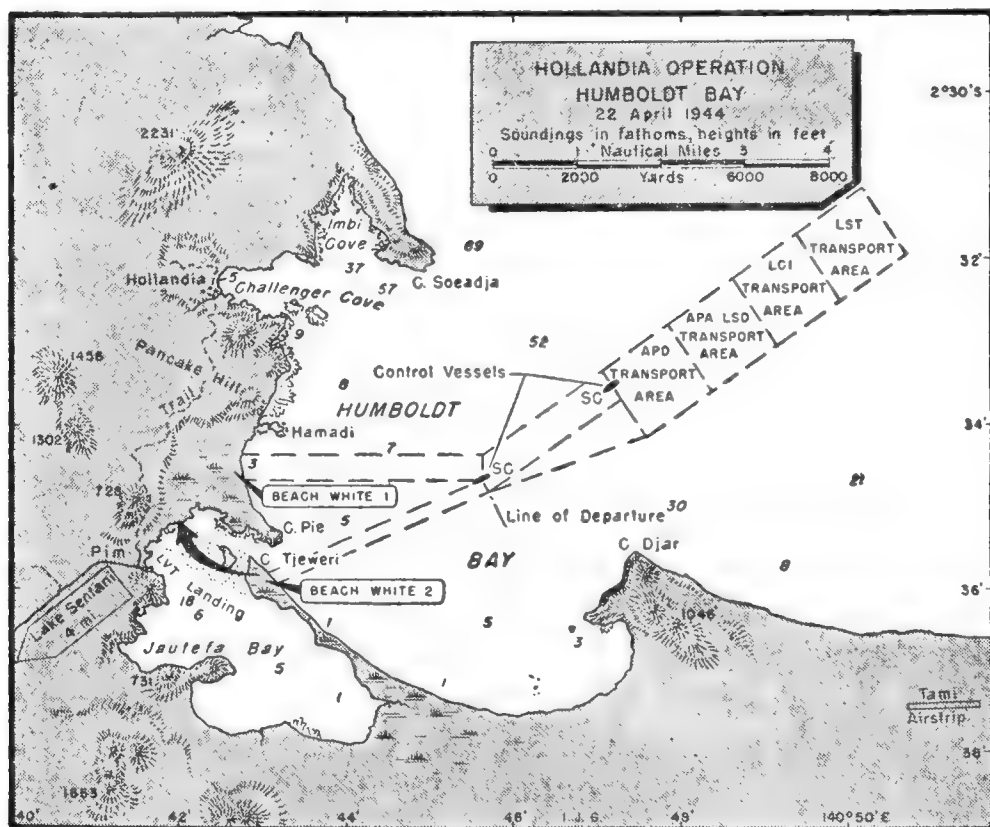 HOLLANDIA OPERATION
HUMBOLDT BAY
22 April 1944
Soundings in fathoms, heights in feet
0 1 Nautical Miles 3 4
0 2000 Yards 6000 8000
2°30'S
2231
Imbi
Cove
69
32'
37
57
Hollandia
5
Challenger Cove
C. Soeadja
9
LST
TRANSPORT
AREA
LCI
TRANSPORT
AREA
APA LSD
TRANSPORT
AREA
APD
TRANSPORT
AREA
52
Control Vessels
SC
1458
Pancake Hill
Trail
8
HUMBOLDT
1302
Hamadi
34'
7
3
SC
BEACH WHITE 1
21
728
5
Line of Departure
30
C. Pie
Pim
C Tjeweri
BAY
C Djar
8
LVT Landing
BEACH WHITE 2
36'
Lake Sentani
4 mi
18
6
1
5
3
1046
Jautefa Bay
5
731
1
1
Tami
Airstrip
38'
1883
40'
42
44
46
48
140°50'E